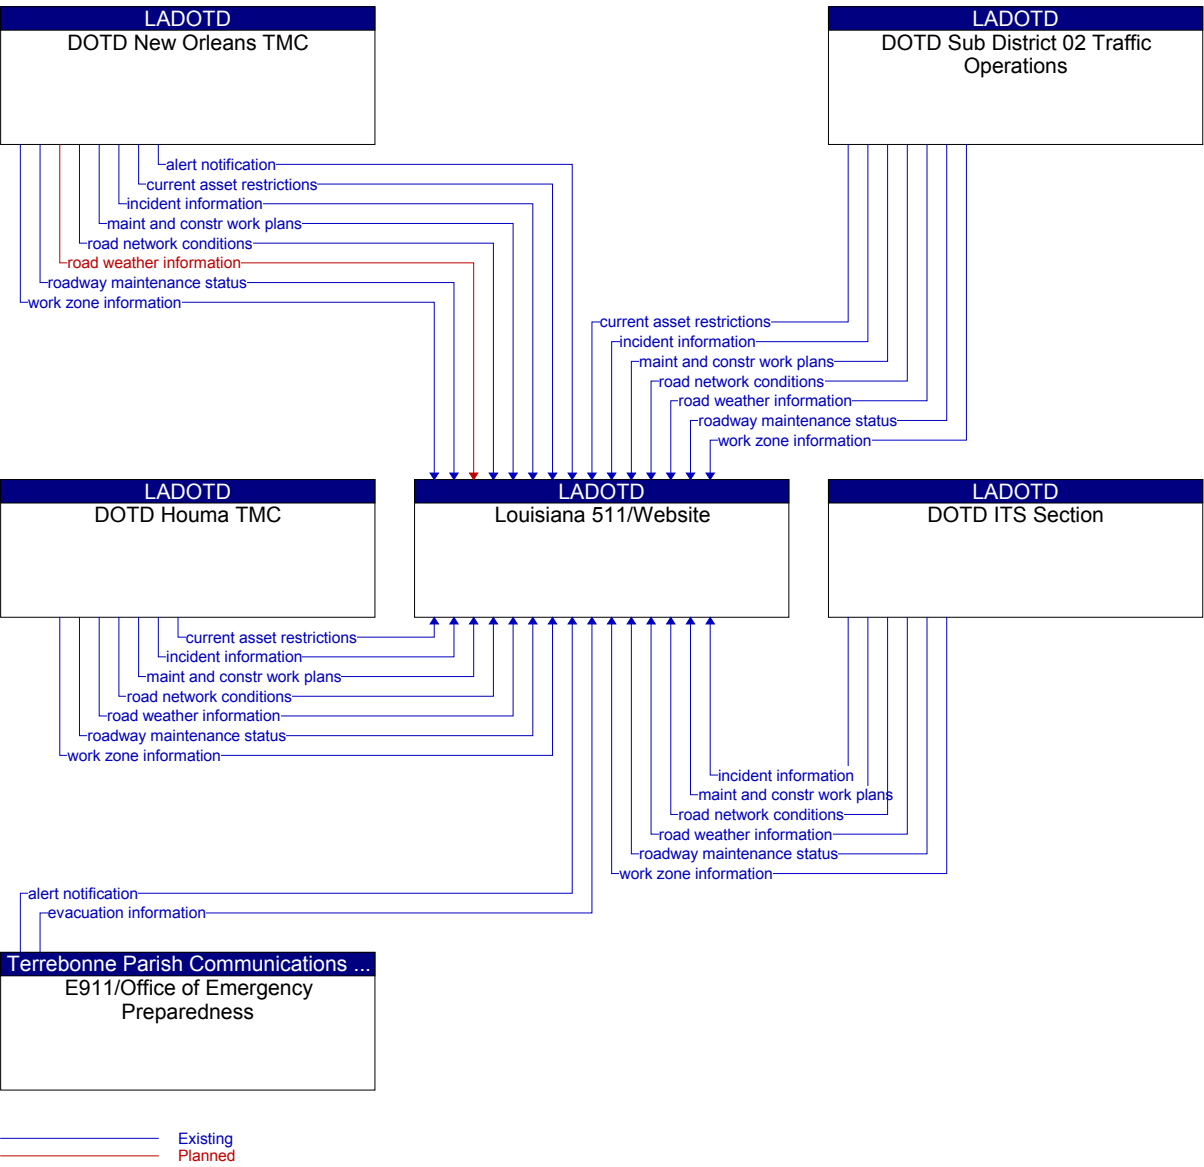 LADOTD
DOTD New Orleans TMC
LADOTD
DOTD Sub District 02 Traffic
Operations
alert notification
current asset restrictions
incident information
maint and constr work plans
road network conditions
road weather information
roadway maintenance status
work zone information
current asset restrictions
incident information
maint and constr work plans
road network conditions
road weather information
roadway maintenance status
work zone information
LADOTD
DOTD Houma TMC
LADOTD
Louisiana 511/Website
LADOTD
DOTD ITS Section
current asset restrictions
incident information
maint and constr work plans
road network conditions
road weather information
roadway maintenance status
work zone information
incident information
maint and constr work plans
road network conditions
road weather information
roadway maintenance status
work zone information
alert notification
evacuation information
Terrebonne Parish Communications ...
E911/Office of Emergency
Preparedness
Existing
Planned